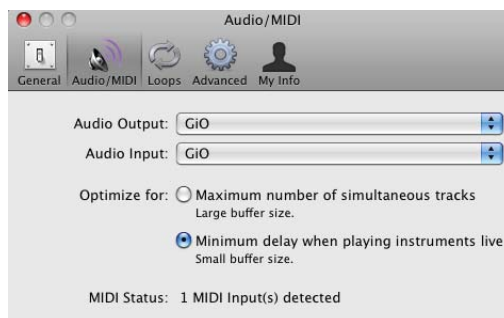 Audio/MIDI
General Audio/MIDI Loops Advanced My Info
Audio Output: GiO
Audio Input: GiO
Optimize for: Maximum number of simultaneous tracks
Large buffer size.
Minimum delay when playing instruments live
Small buffer size.
MIDI Status: 1 MIDI Input(s) detected